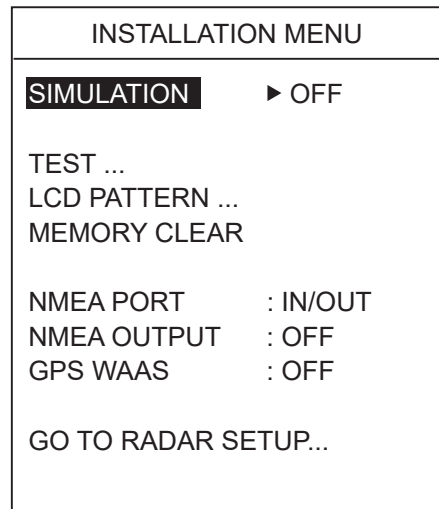 INSTALLATION MENU
SIMULATION ▶ OFF
TEST ...
LCD PATTERN ...
MEMORY CLEAR
NMEA PORT : IN/OUT
NMEA OUTPUT : OFF
GPS WAAS : OFF
GO TO RADAR SETUP...